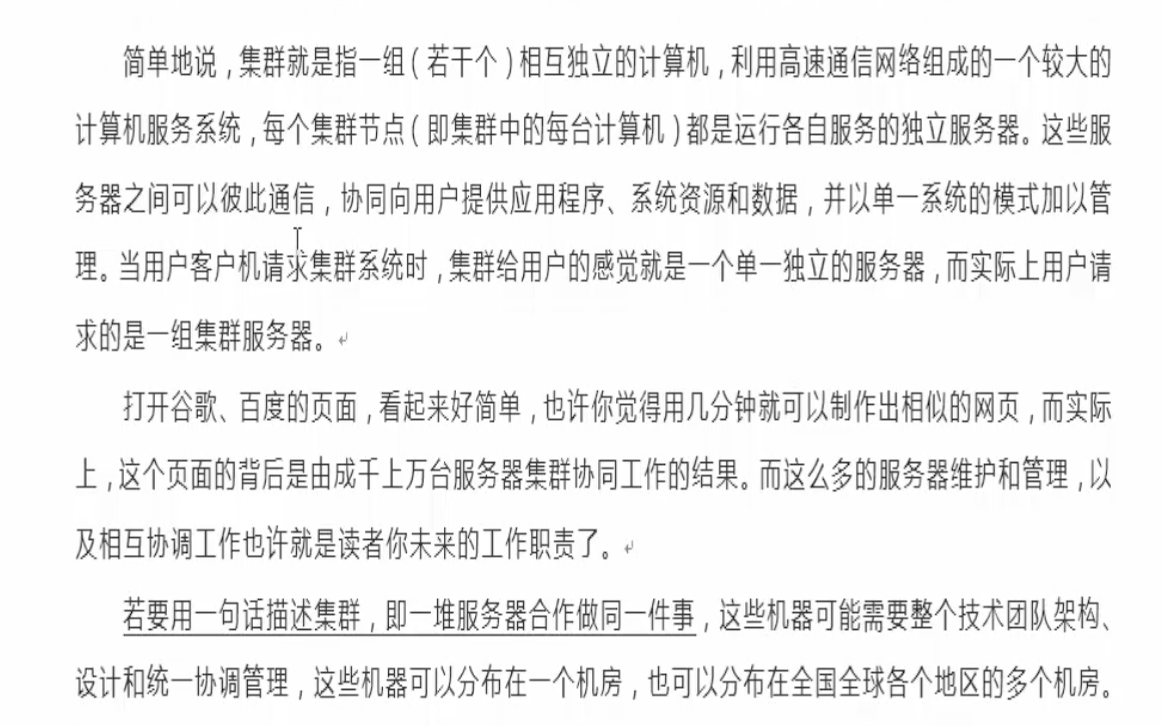 简单地说，集群就是指一组（若干个）相互独立的计算机，利用高速通信网络组成的一个较大的
计算机服务系统，每个集群节点（即集群中的每台计算机）都是运行各自服务的独立服务器。这些服
务器之间可以彼此通信，协同向用户提供应用程序、系统资源和数据，并以单一系统的模式加以管
理。当用户客户机请求集群系统时，集群给用户的感觉就是一个单一独立的服务器，而实际上用户请
求的是一组集群服务器。
打开谷歌、百度的页面，看起来好简单，也许你觉得用几分钟就可以制作出相似的网页，而实际
上，这个页面的背后是由成千上万台服务器集群协同工作的结果。而这么多的服务器维护和管理，以
及相互协调工作也许就是读者你未来的工作职责了。
若要用一句话描述集群，即一堆服务器合作做同一件事，这些机器可能需要整个技术团队架构、
设计和统一协调管理，这些机器可以分布在一个机房，也可以分布在全国全球各个地区的多个机房。